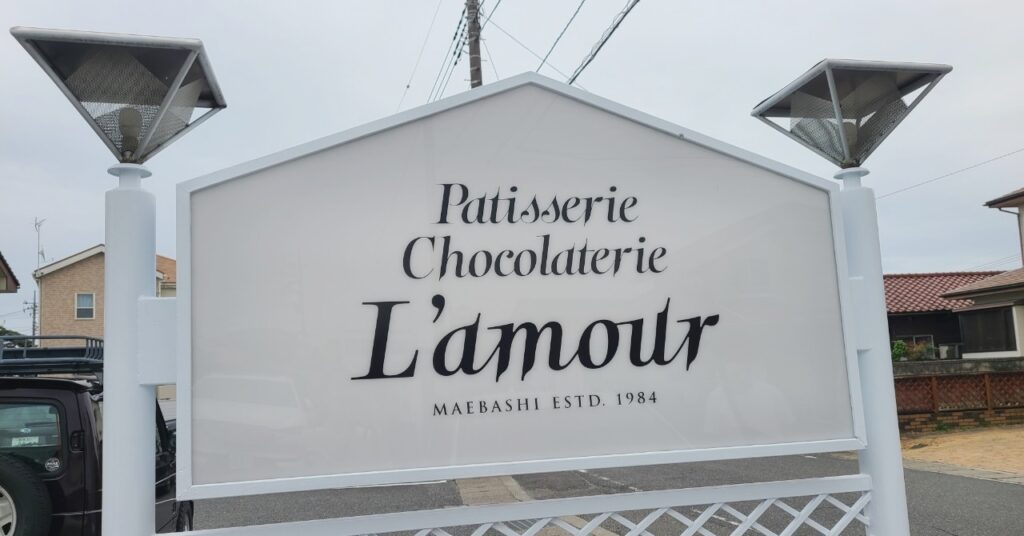 Patisserie
Chocolaterie
L'amour
MAEBASHI ESTD. 1984